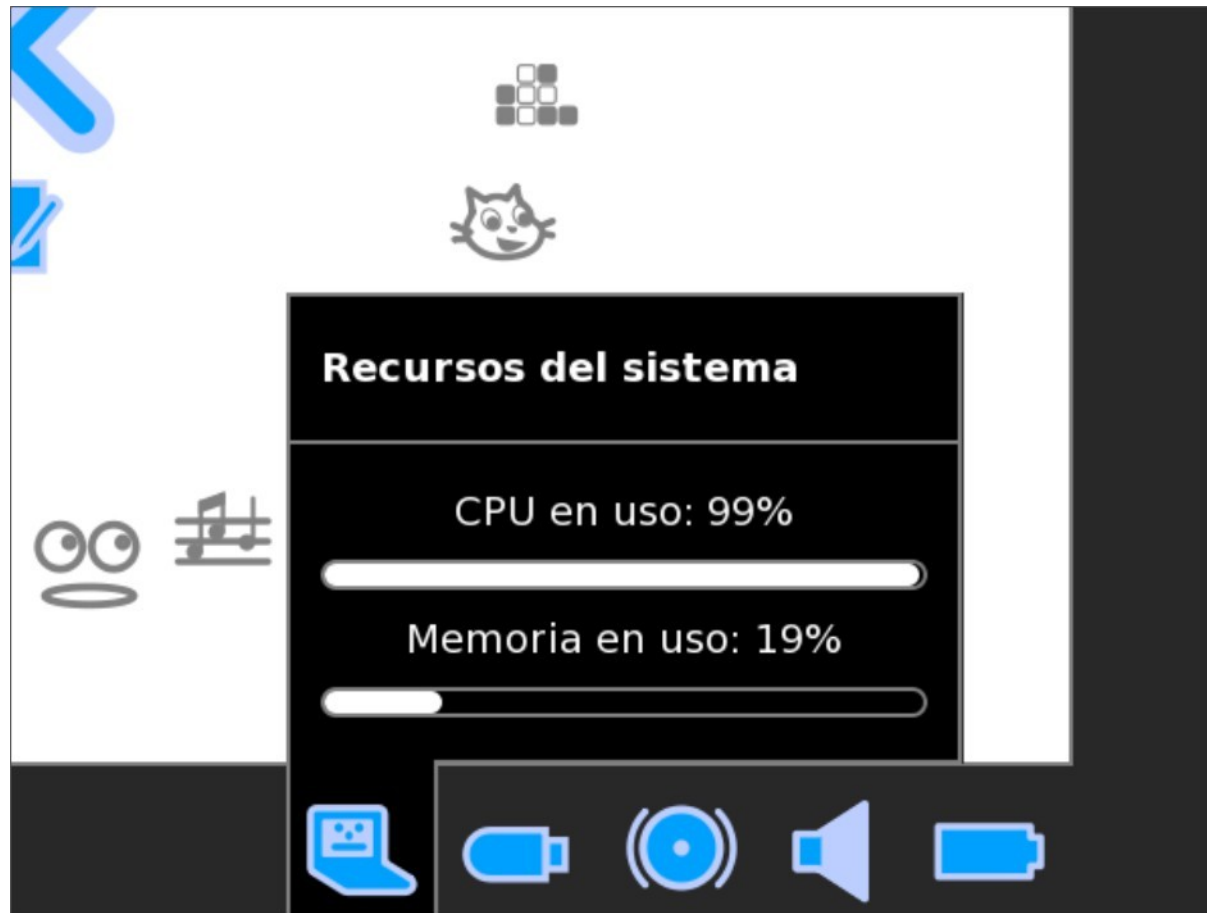 Recursos del sistema
CPU en uso: 99%
Memoria en uso: 19%